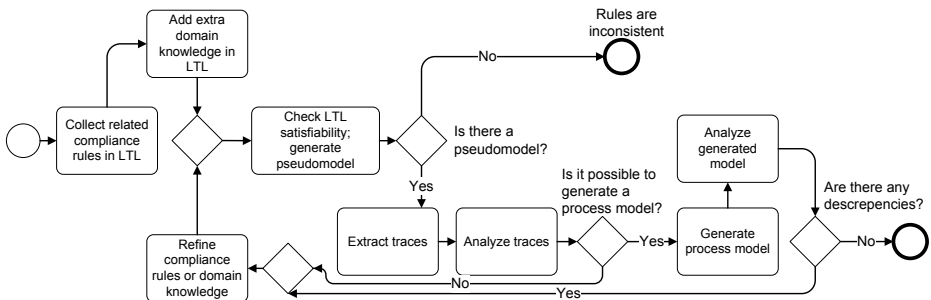 Rules are
inconsistent
Add extra
domain
knowledge in
LTL
No
Collect related
compliance
rules in LTL
Check LTL
satisfiability;
generate
pseudomodel
Is there a
pseudomodel?
Analyze
generated
model
Yes
Is it possible to
generate a
process model?
Are there any
descrepencies?
Extract traces
Analyze traces
Yes
Generate
process model
No
Refine
compliance
rules or domain
knowledge
No
Yes